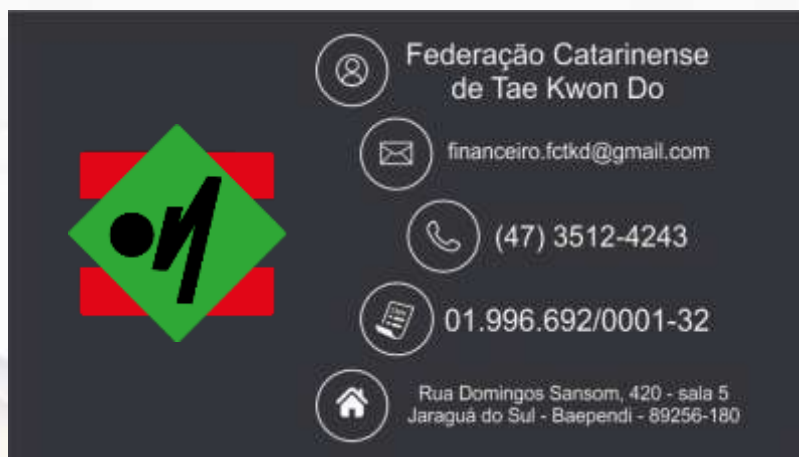 Federação Catarinense
de Tae Kwon Do
financeiro.fctkd@gmail.com
(47) 3512-4243
01.996.692/0001-32
Rua Domingos Sansom, 420 - sala 5
Jaraguá do Sul - Baependi - 89256-180